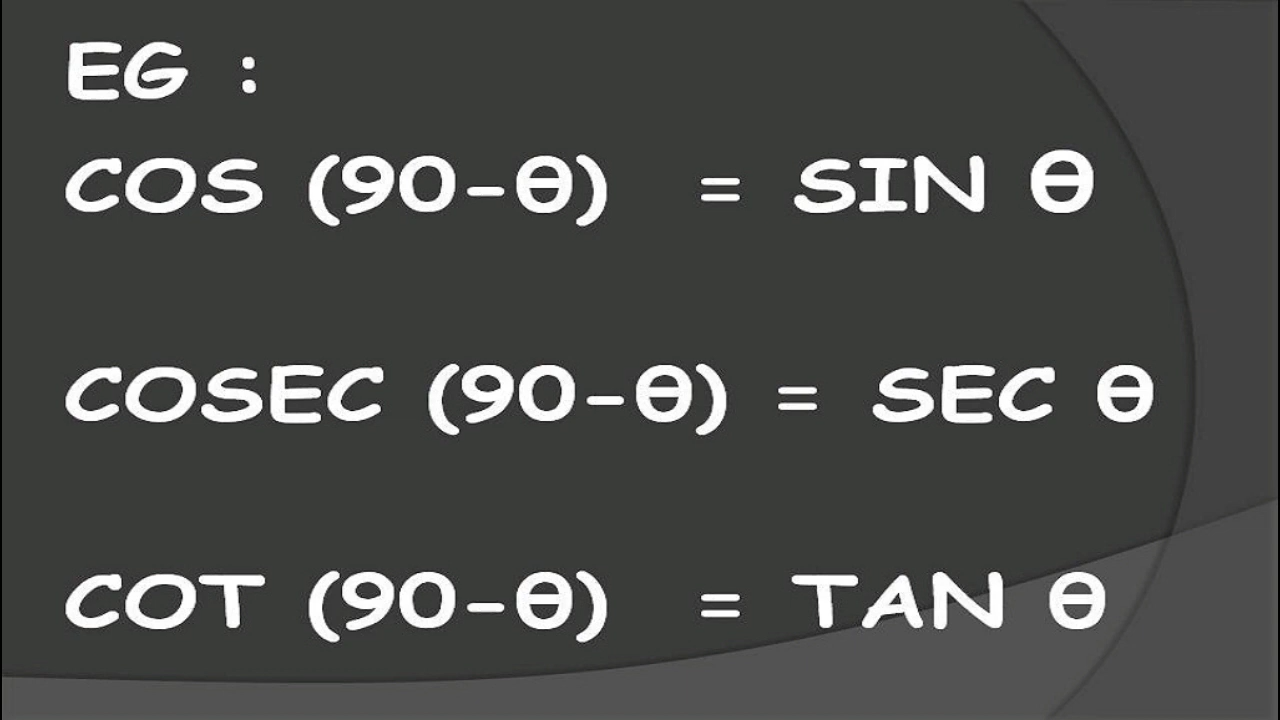 EG :
COS (90-θ) = SIN θ
COSEC (90-θ) = SEC θ
COT (90-θ) = TAN θ